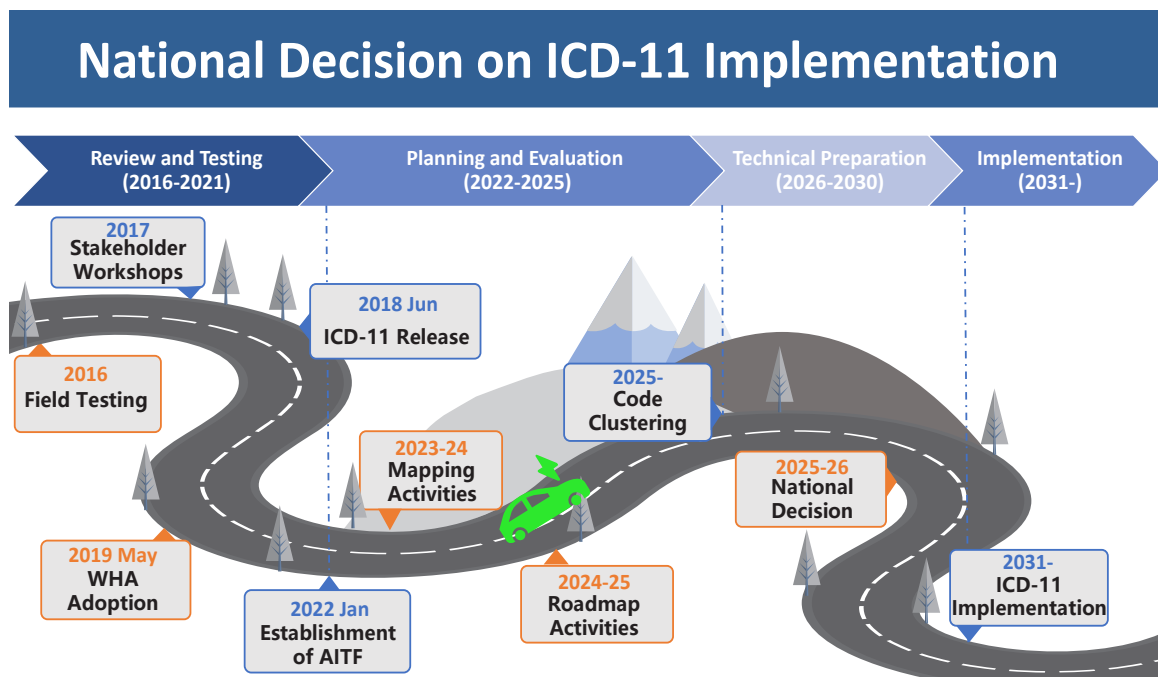 National Decision on ICD-11 Implementation
Review and Testing
(2016-2021)
Planning and Evaluation
(2022-2025)
Technical Preparation
(2026-2030)
Implementation
(2031-)
2017
Stakeholder
Workshops
2018 Jun
ICD-11 Release
2016
Field Testing
2025-
Code
Clustering
2023-24
Mapping
Activities
2025-26
National
Decision
2019 May
WHA
Adoption
2022 Jan
Establishment
of AITF
2024-25
Roadmap
Activities
2031-
ICD-11
Implementation